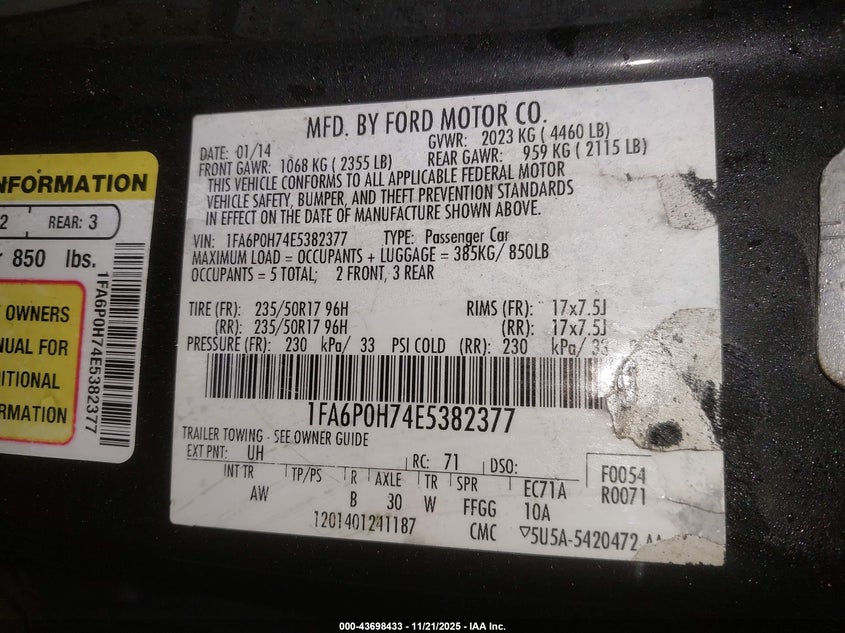 MFD. BY FORD MOTOR CO.
DATE: 01/14
GVWR: 2023 KG ( 4460 LB)
FRONT GAWR: 1068 KG ( 2355 LB)
REAR GAWR: 959 KG ( 2115 LB)
THIS VEHICLE CONFORMS TO ALL APPLICABLE FEDERAL MOTOR
VEHICLE SAFETY, BUMPER, AND THEFT PREVENTION STANDARDS
IN EFFECT ON THE DATE OF MANUFACTURE SHOWN ABOVE.
VIN: 1FA6P0H74E5382377 TYPE: Passenger Car
MAXIMUM LOAD = OCCUPANTS + LUGGAGE = 385KG/ 850LB
OCCUPANTS = 5 TOTAL; 2 FRONT, 3 REAR
TIRE (FR): 235/50R17 96H RIMS (FR): 17x7.5J
(RR): 235/50R17 96H (RR): 17x7.5J
PRESSURE (FR): 230 kPa/ 33 PSI COLD (RR): 230 kPa/ 33
1FA6P0H74E5382377
TRAILER TOWING - SEE OWNER GUIDE
EXT PNT: UH RC: 71 DSO:
F0054
R0071
INT TR TP/PS R AXLE TR SPR EC71A
AW B 30 W FFGG 10A
1201401241187 CMC ▽5U5A-5420472
NFORMATION
2 REAR: 3
850 lbs.
OWNERS
NUAL FOR
DITIONAL
RMATION
1FA6P0H74E5382377
000-43698433 - 11/21/2025 - IAA Inc.